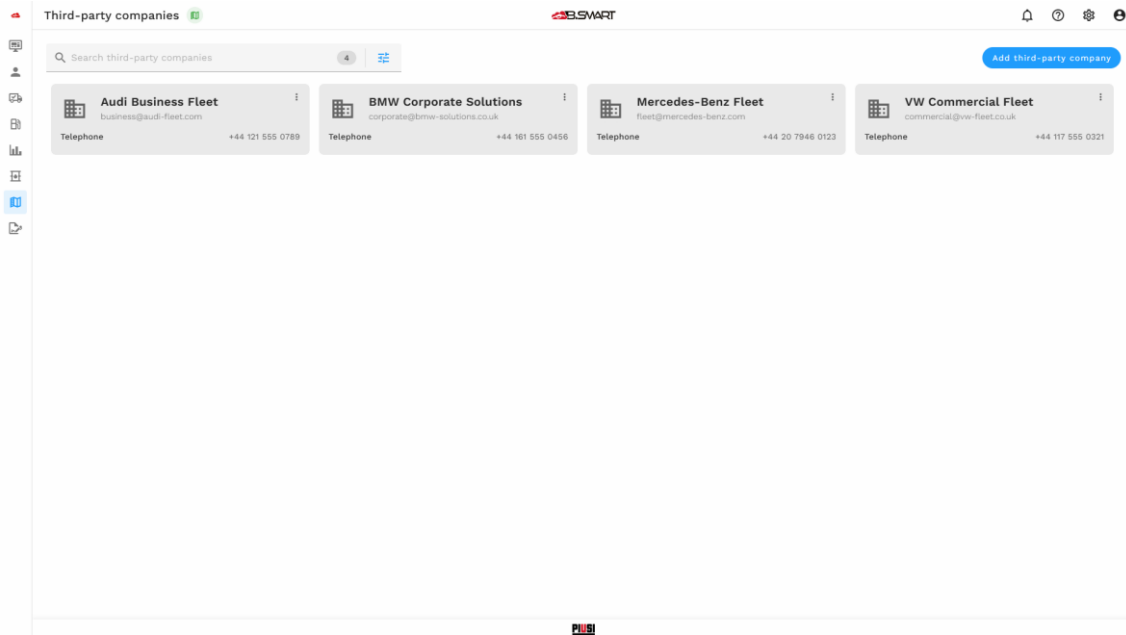 Third-party companies
B.SMART
Search third-party companies
4
Add third-party company
Audi Business Fleet
business@audi-fleet.com
Telephone
+44 121 555 0789
BMW Corporate Solutions
corporate@bmw-solutions.co.uk
Telephone
+44 161 555 0456
Mercedes-Benz Fleet
fleet@mercedes-benz.com
Telephone
+44 20 7946 0123
VW Commercial Fleet
commercial@vw-fleet.co.uk
Telephone
+44 117 555 0321
PIUSI